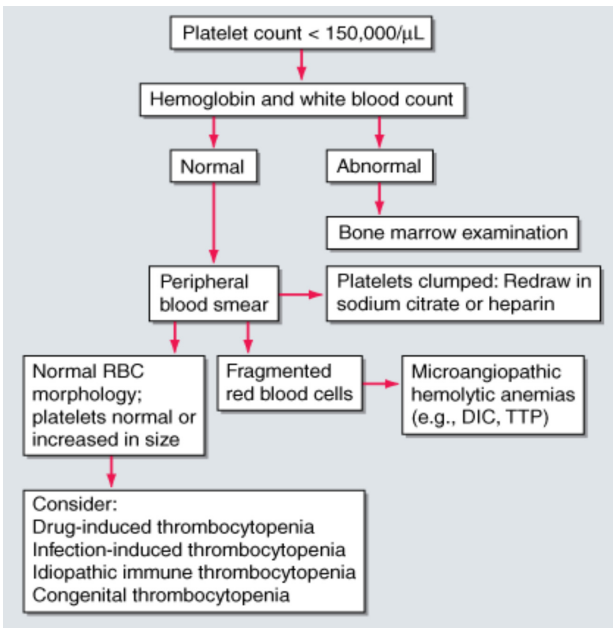 Platelet count < 150,000/μL
Hemoglobin and white blood count
Normal
Abnormal
Bone marrow examination
Peripheral
blood smear
Platelets clumped: Redraw in
sodium citrate or heparin
Normal RBC
morphology;
platelets normal or
increased in size
Fragmented
red blood cells
Microangiopathic
hemolytic anemias
(e.g., DIC, TTP)
Consider:
Drug-induced thrombocytopenia
Infection-induced thrombocytopenia
Idiopathic immune thrombocytopenia
Congenital thrombocytopenia